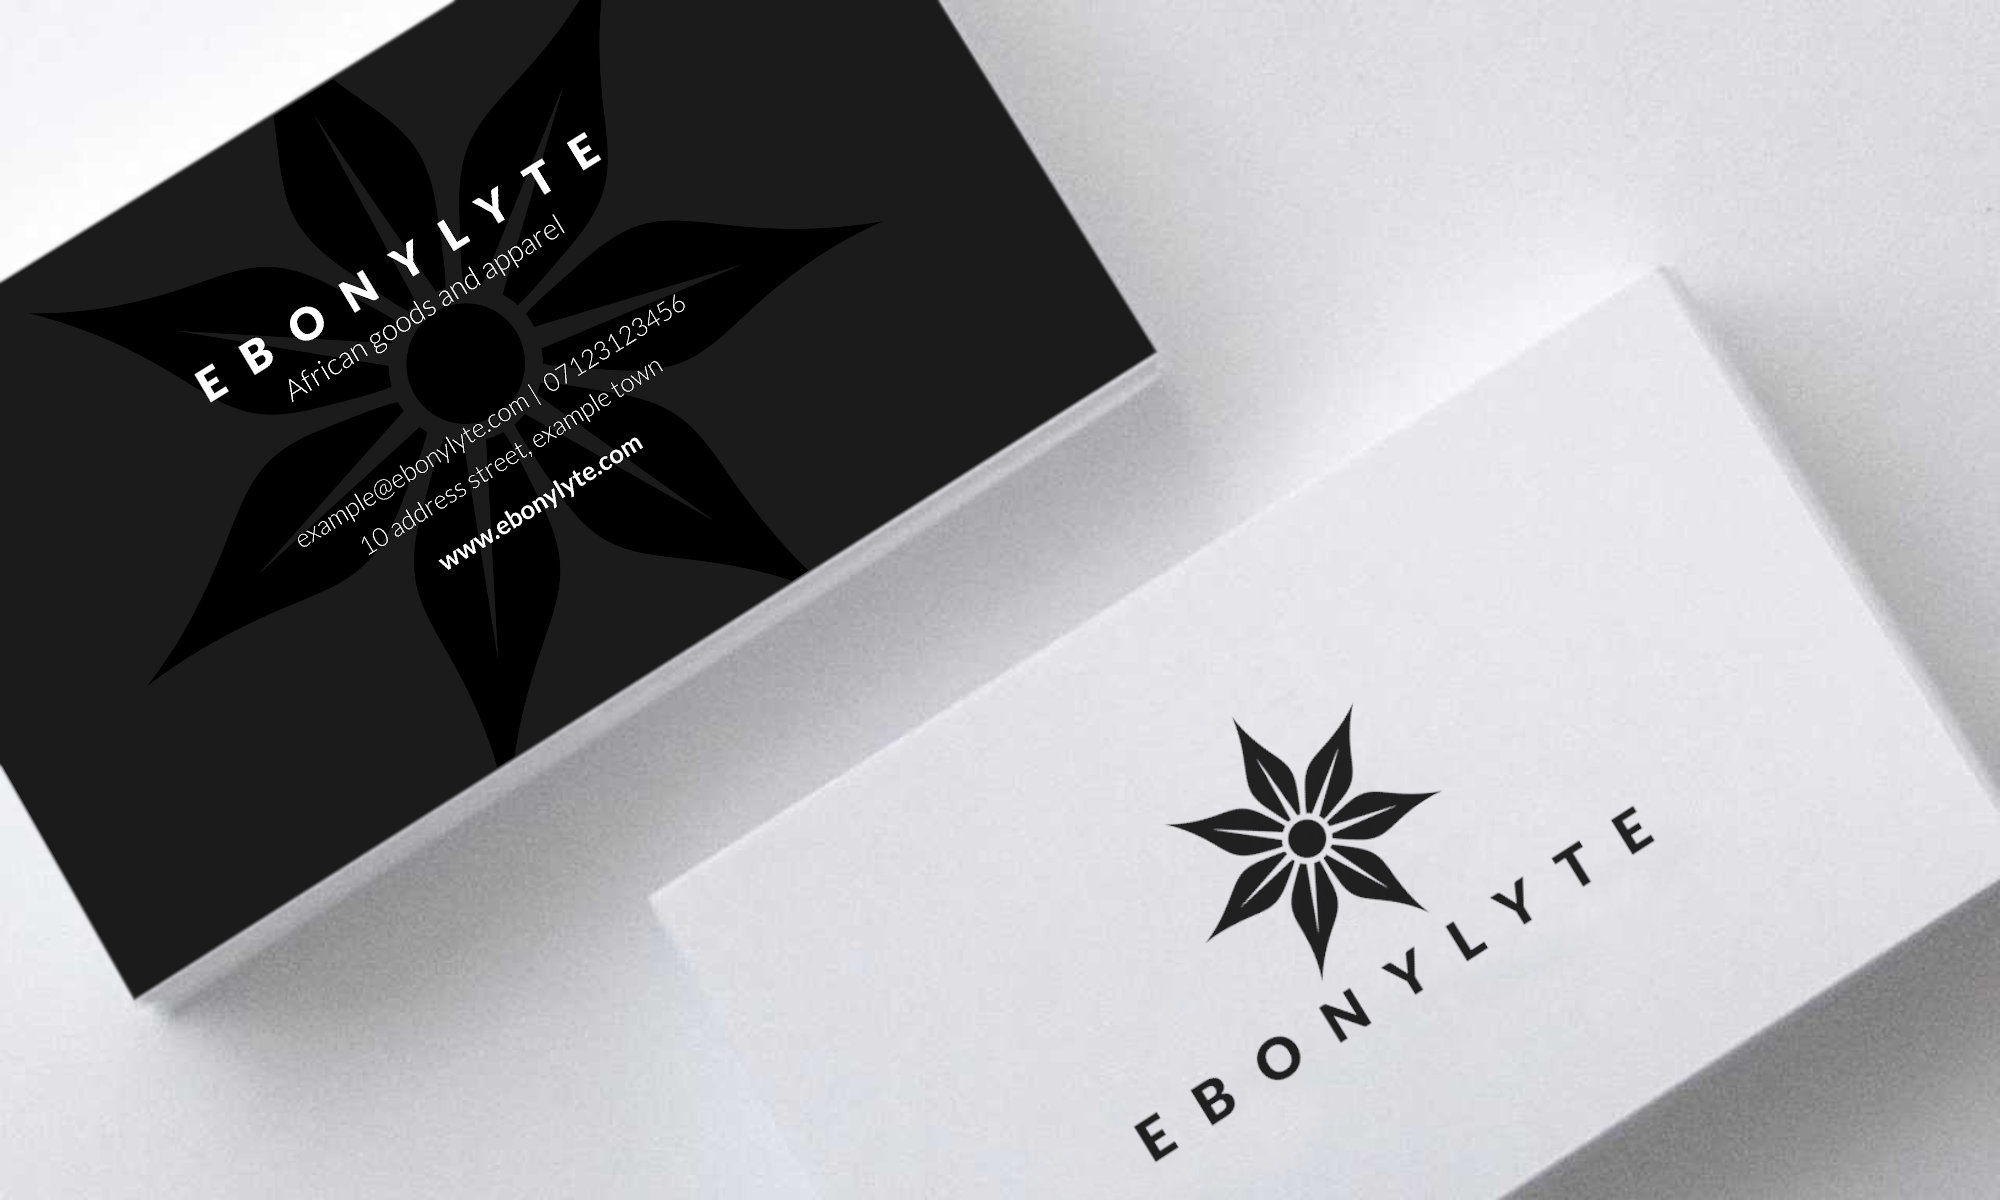 EBONYLYTE
African goods and apparel
example@ebonylyte.com | 07123123456
10 address street, example town
www.ebonylyte.com
EBONYLYTE